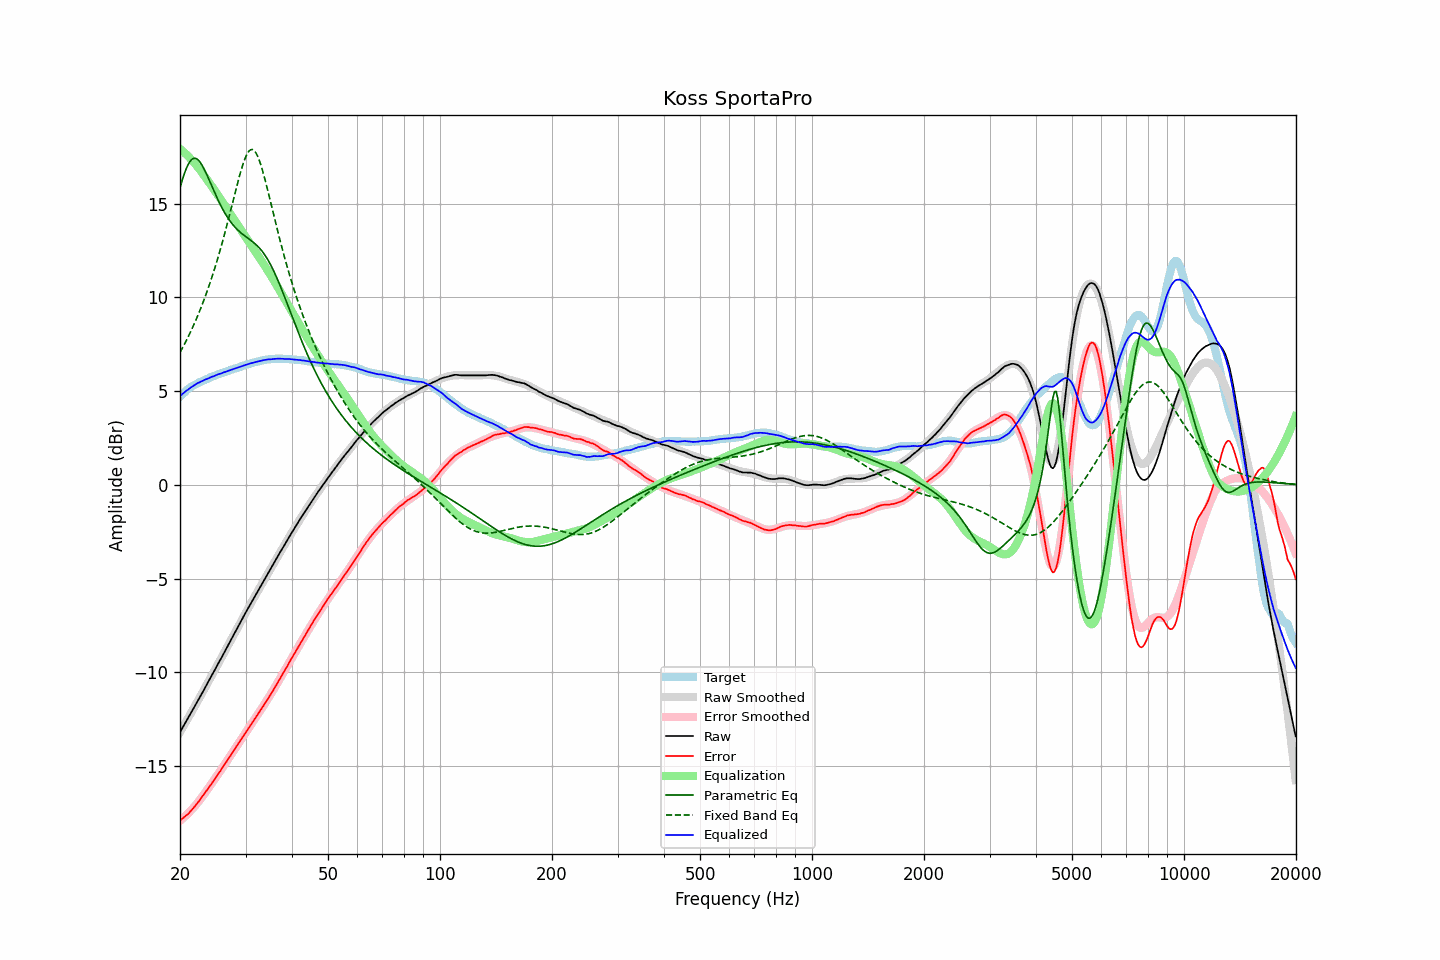 Koss SportaPro
Amplitude (dBr)
15
10
5
0
−5
−10
−15
Target
Raw Smoothed
Error Smoothed
Raw
Error
Equalization
Parametric Eq
Fixed Band Eq
Equalized
20 50 100 200 500 1000 2000 5000 10000 20000
Frequency (Hz)